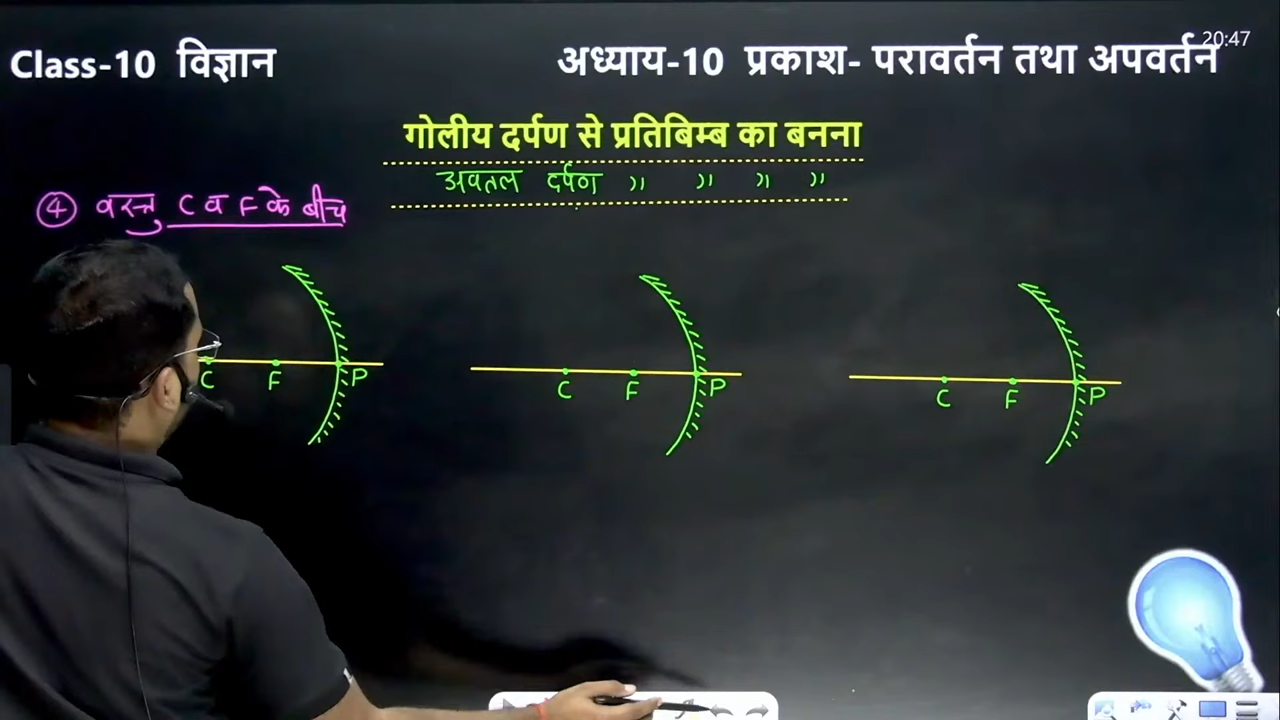 20:47
Class-10 विज्ञान
अध्याय-10 प्रकाश- परावर्तन तथा अपवर्तन
गोलीय दर्पण से प्रतिबिम्ब का बनना
अवतल दर्पण " " " "
④ वस्तु C व F के बीच
C F P
C F P
C F P